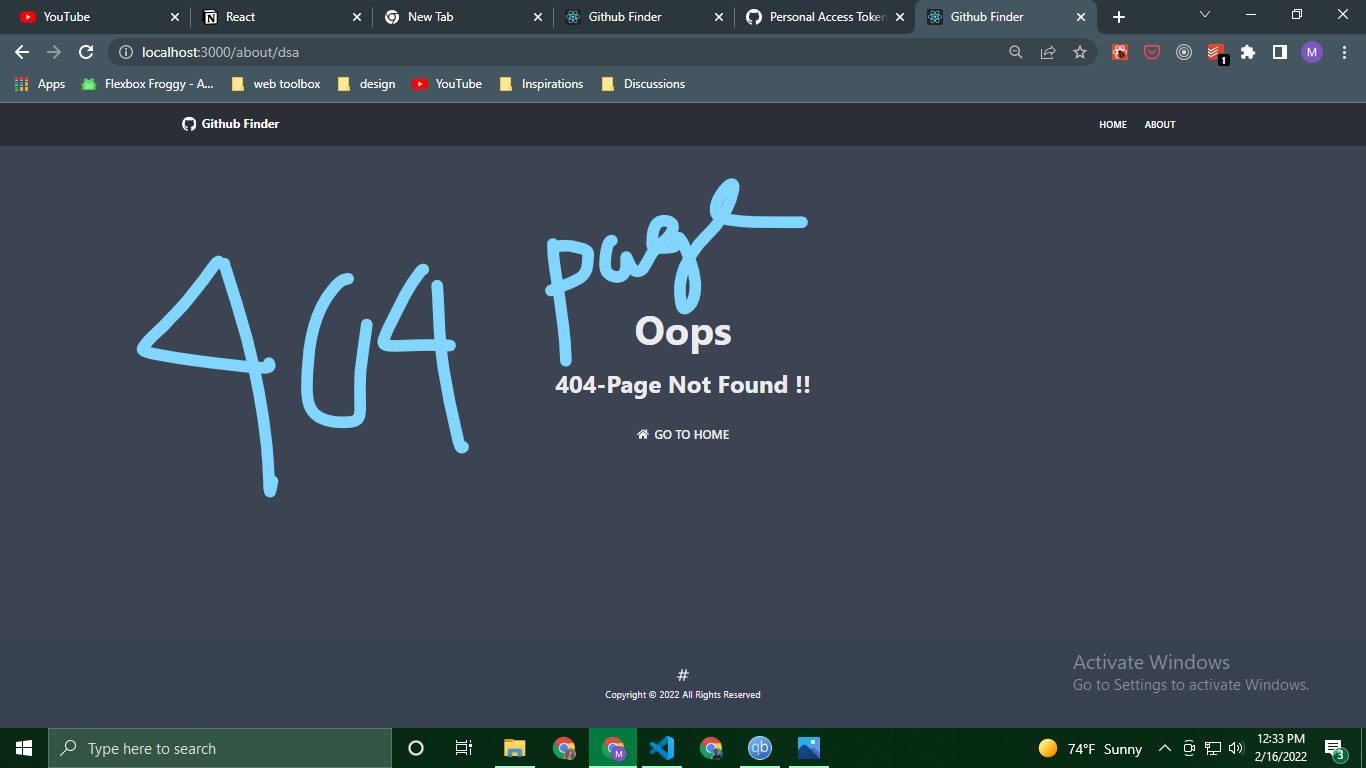 YouTube
React
New Tab
Github Finder
Personal Access Token
Github Finder
localhost:3000/about/dsa
1
M
Apps
Flexbox Froggy - A...
web toolbox
design
YouTube
Inspirations
Discussions
Github Finder
HOME
ABOUT
404 page
Oops
404-Page Not Found !!
GO TO HOME
#
Copyright © 2022 All Rights Reserved
Activate Windows
Go to Settings to activate Windows.
Type here to search
M
qb
74°F Sunny
12:33 PM
2/16/2022
3